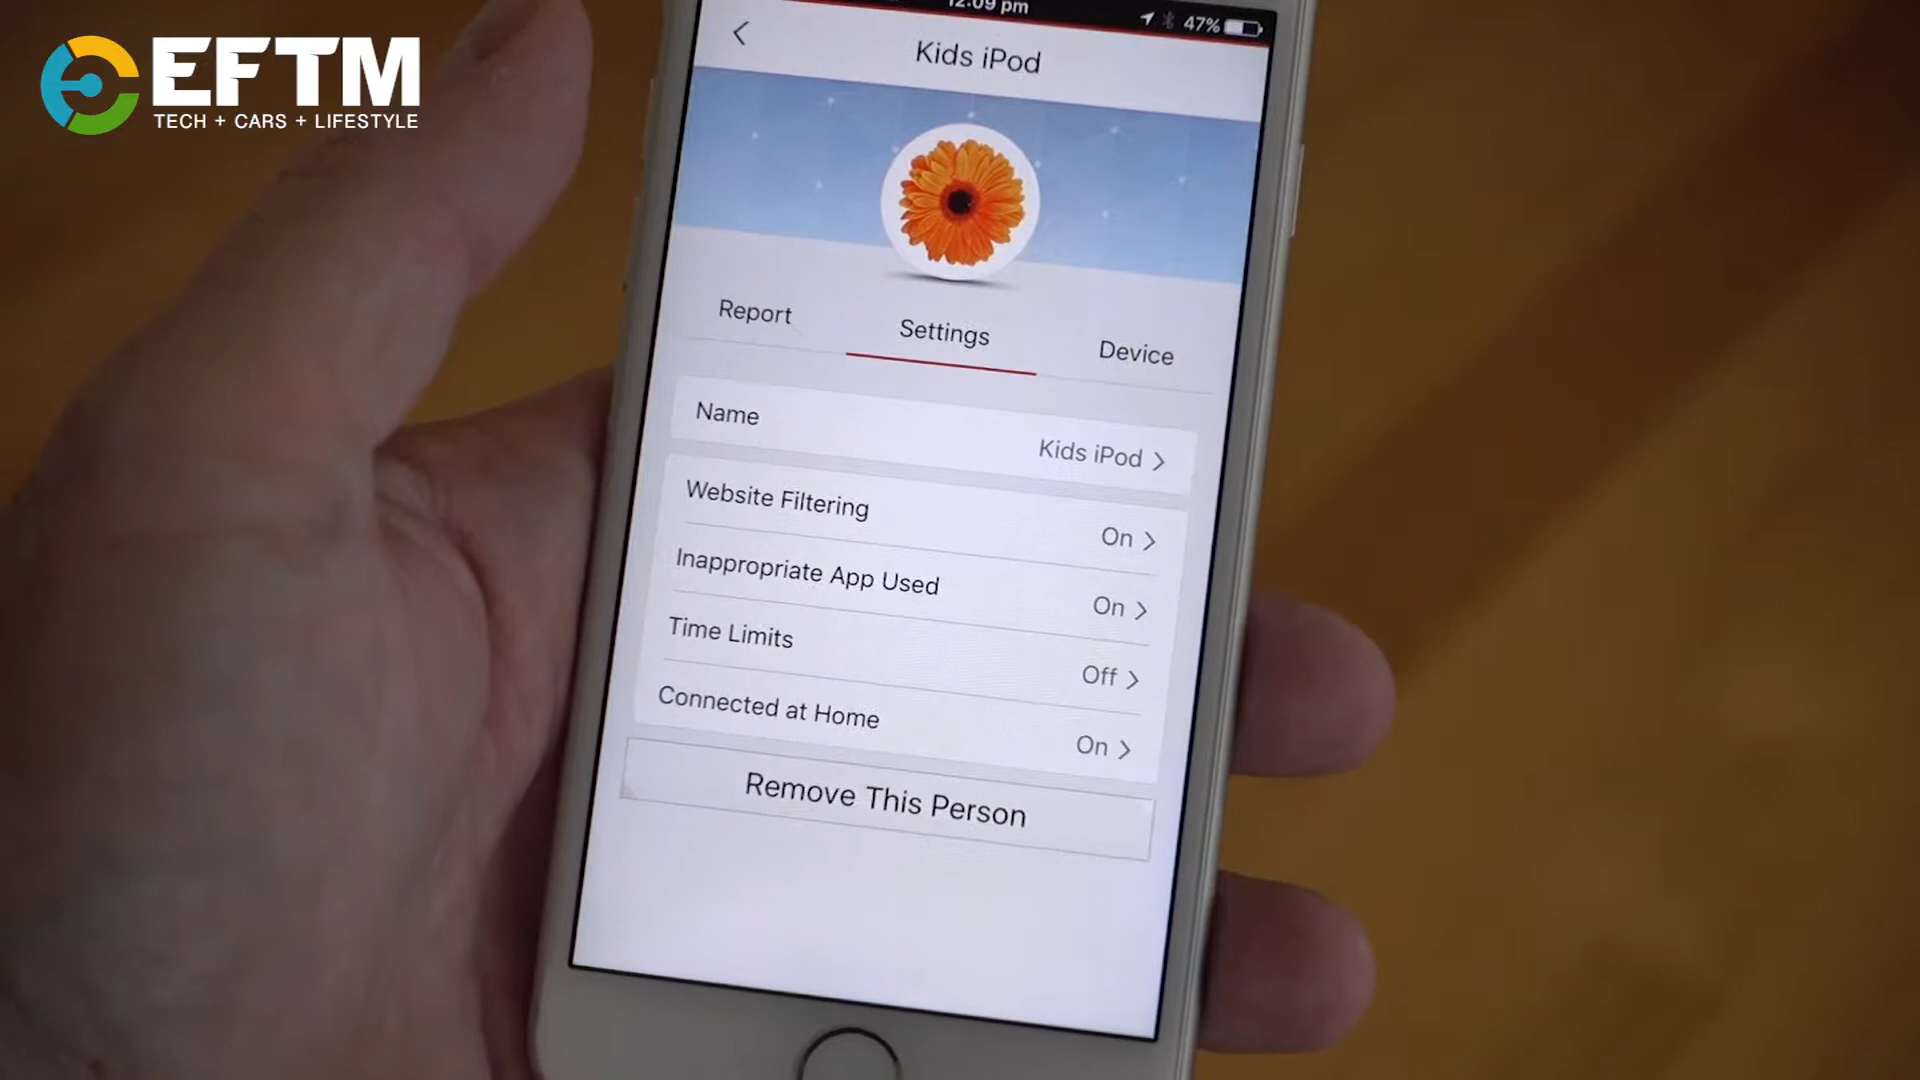 EFTM
TECH + CARS + LIFESTYLE
12:09 pm
47%
Kids iPod
Report
Settings
Device
Name
Kids iPod
Website Filtering
On
Inappropriate App Used
On
Time Limits
Off
Connected at Home
On
Remove This Person